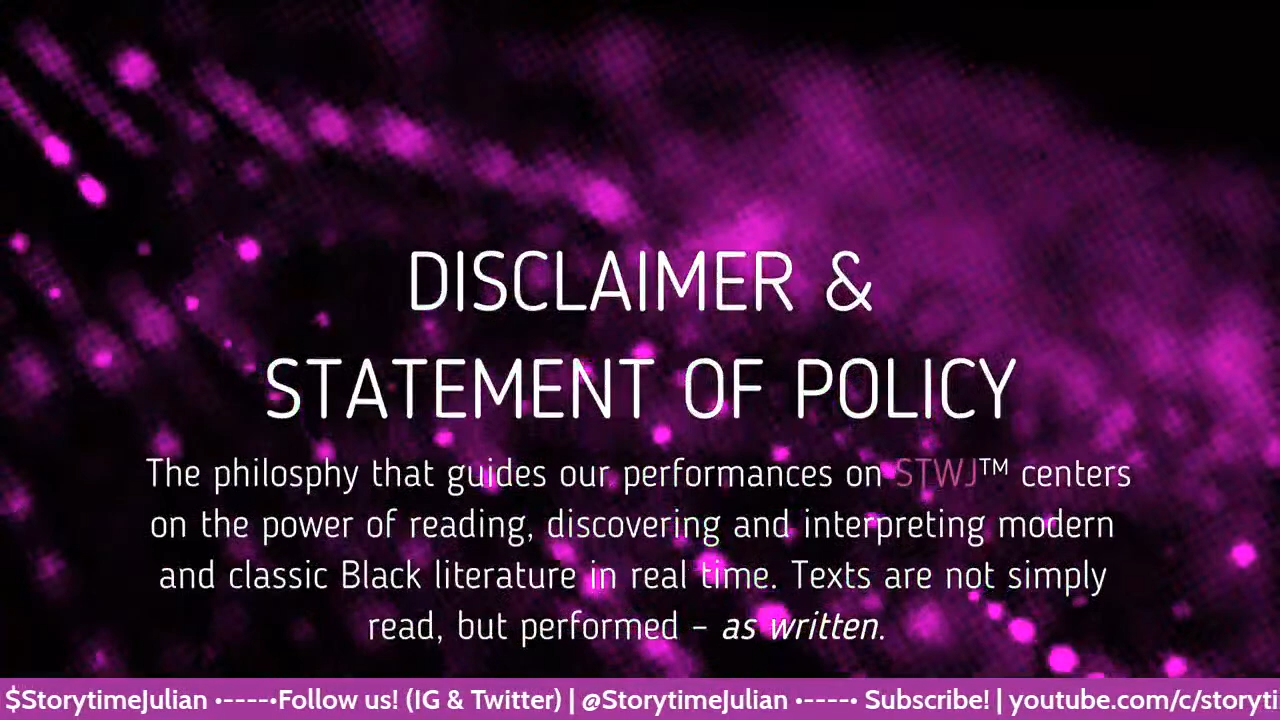 DISCLAIMER &
STATEMENT OF POLICY
The philosphy that guides our performances on STWJ™ centers
on the power of reading, discovering and interpreting modern
and classic Black literature in real time. Texts are not simply
read, but performed – as written.
$StorytimeJulian •----•Follow us! (IG & Twitter) | @StorytimeJulian •----• Subscribe! | youtube.com/c/storyti